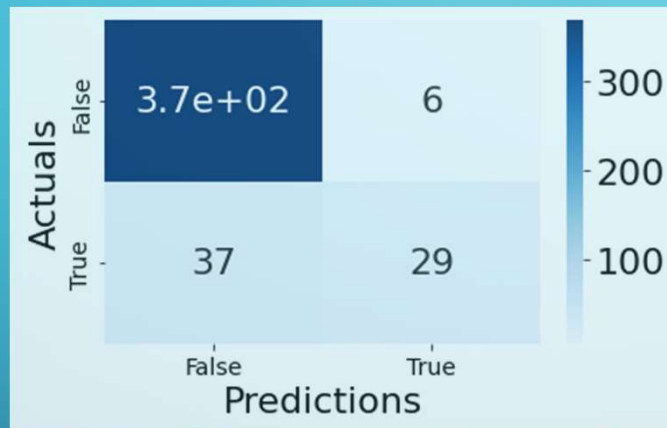 Actuals
False
3.7e+02
6
True
37
29
False
True
Predictions
300
200
100